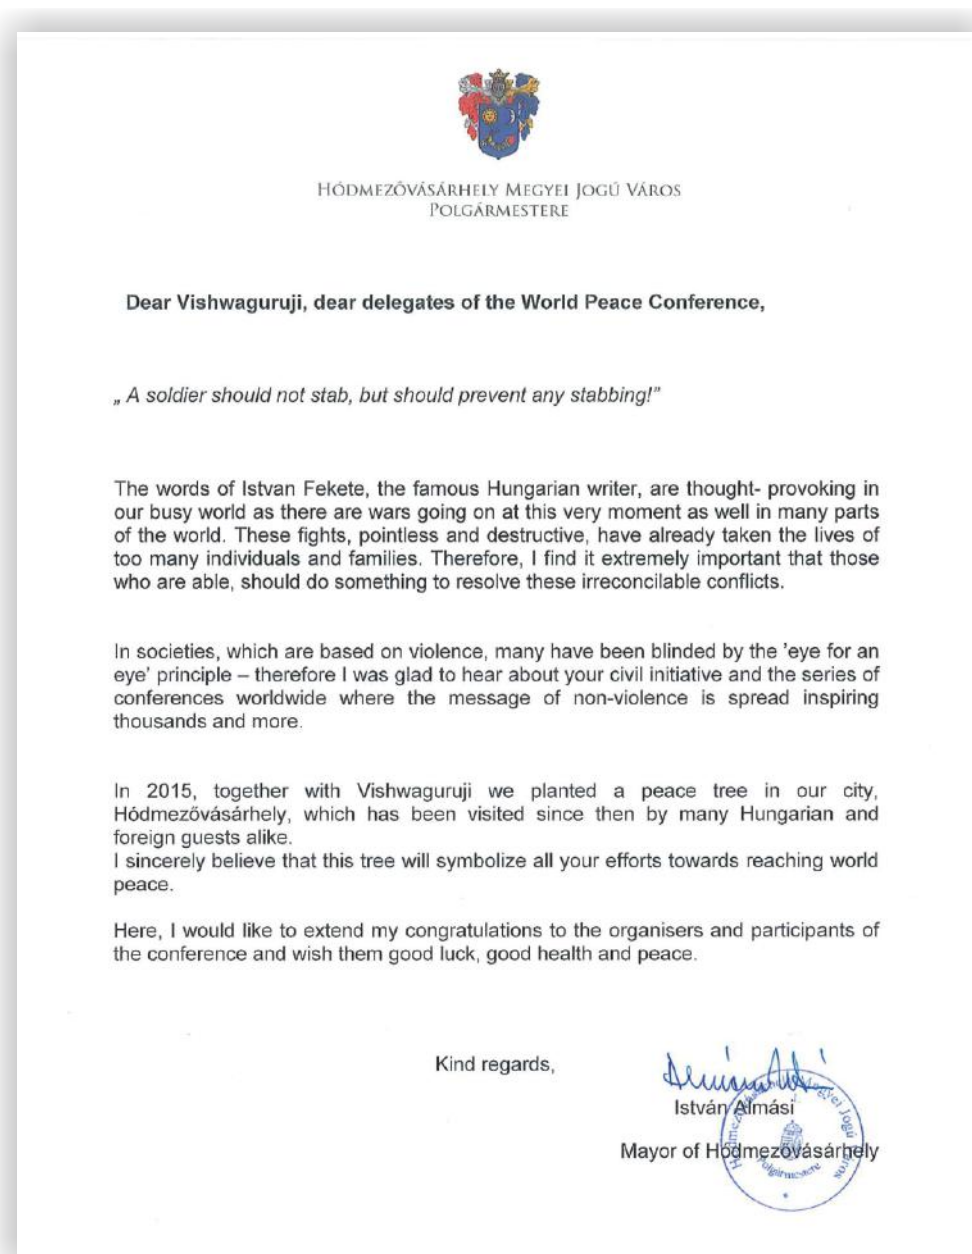 HÓDMEZŐVÁSÁRHELY MEGYEI JOGÚ VÁROS
POLGÁRMESTERE
Dear Vishwaguruji, dear delegates of the World Peace Conference,
„ A soldier should not stab, but should prevent any stabbing!”
The words of Istvan Fekete, the famous Hungarian writer, are thought- provoking in
our busy world as there are wars going on at this very moment as well in many parts
of the world. These fights, pointless and destructive, have already taken the lives of
too many individuals and families. Therefore, I find it extremely important that those
who are able, should do something to resolve these irreconcilable conflicts.
In societies, which are based on violence, many have been blinded by the 'eye for an
eye' principle – therefore I was glad to hear about your civil initiative and the series of
conferences worldwide where the message of non-violence is spread inspiring
thousands and more.
In 2015, together with Vishwaguruji we planted a peace tree in our city,
Hódmezővásárhely, which has been visited since then by many Hungarian and
foreign guests alike.
I sincerely believe that this tree will symbolize all your efforts towards reaching world
peace.
Here, I would like to extend my congratulations to the organisers and participants of
the conference and wish them good luck, good health and peace.
Kind regards,
István Almási
Mayor of Hódmezővásárhely
Hódmezővásárhely Megyei Jogú Város
Polgármestere